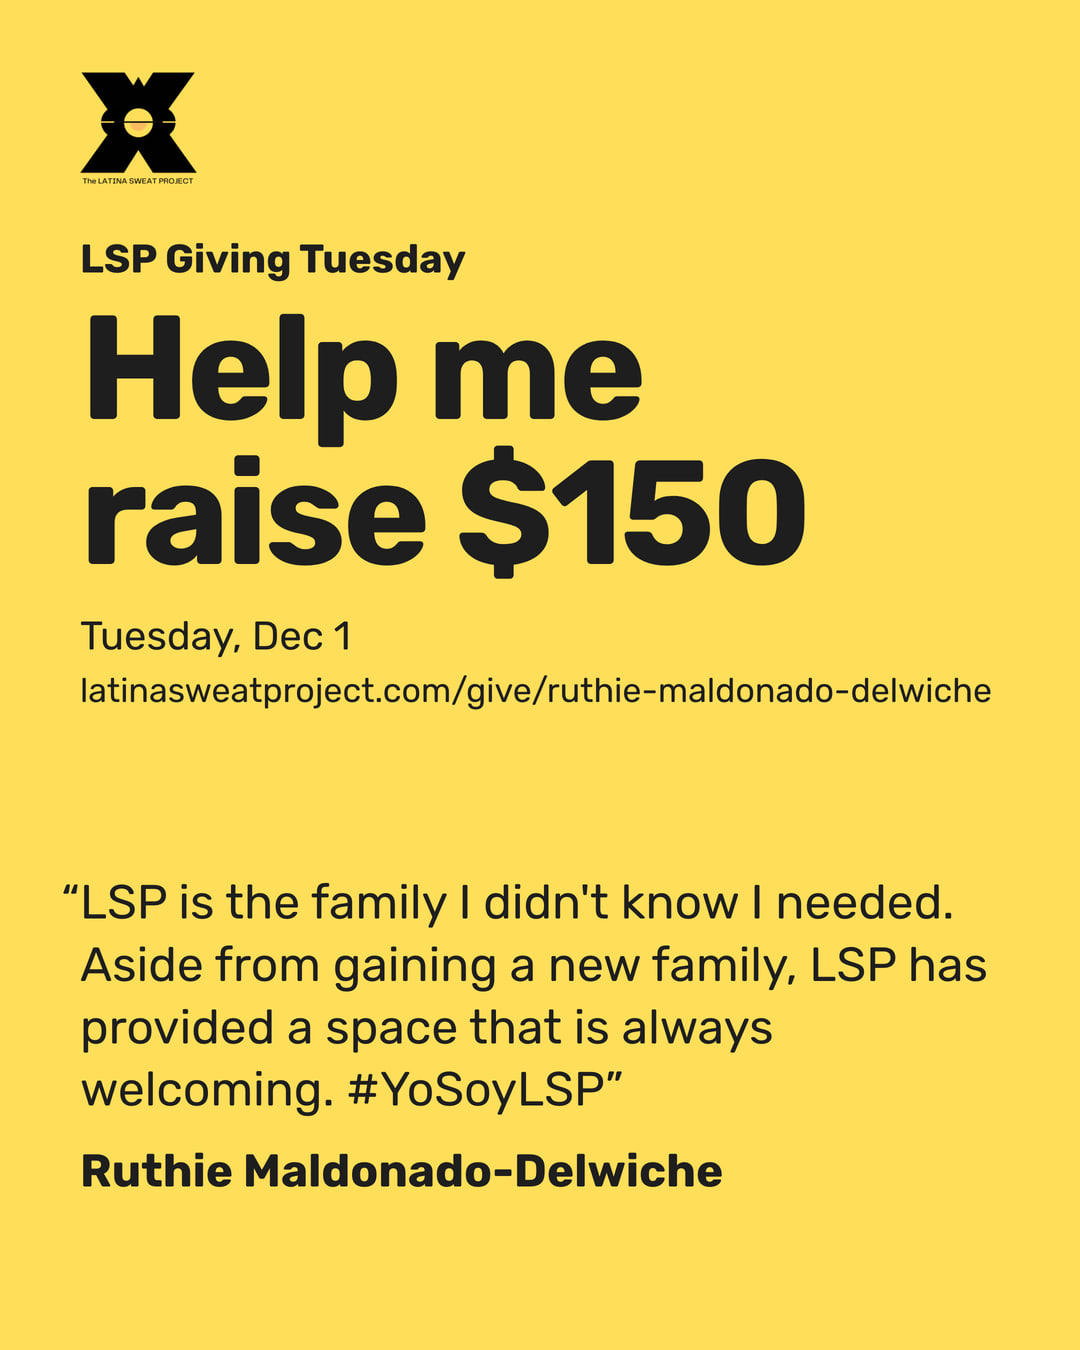 The LATINA SWEAT PROJECT
LSP Giving Tuesday
Help me
raise $150
Tuesday, Dec 1
latinasweatproject.com/give/ruthie-maldonado-delwiche
“LSP is the family I didn't know I needed.
Aside from gaining a new family, LSP has
provided a space that is always
welcoming. #YoSoyLSP”
Ruthie Maldonado-Delwiche